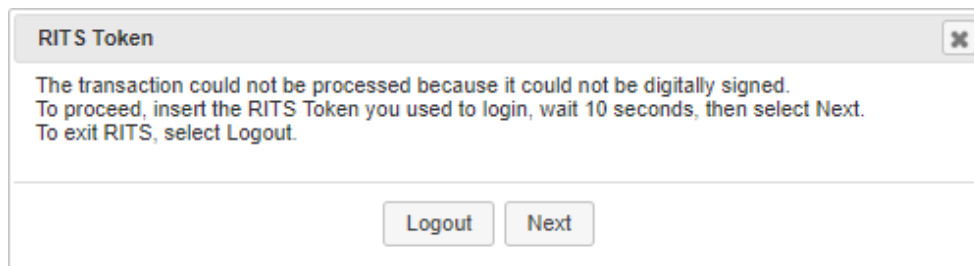 RITS Token
The transaction could not be processed because it could not be digitally signed.
To proceed, insert the RITS Token you used to login, wait 10 seconds, then select Next.
To exit RITS, select Logout.
Logout Next